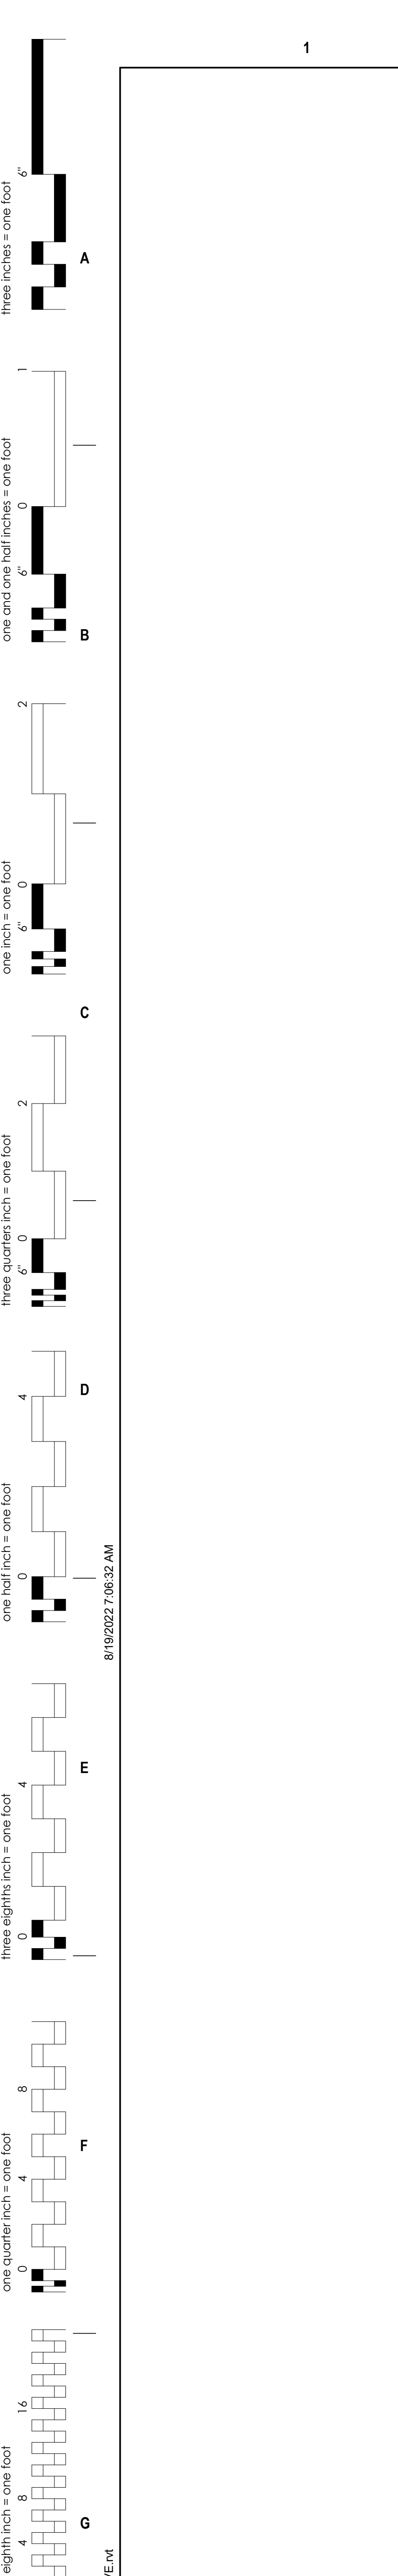 1
three inches = one foot
6"
A
one and one half inches = one foot
1
0
6"
B
one inch = one foot
2
0
6"
C
three quarters inch = one foot
2
0
6"
D
one half inch = one foot
4
0
8/19/2022 7:06:32 AM
E
three eighths inch = one foot
4
0
F
one quarter inch = one foot
8
4
0
G
eighth inch = one foot
16
8
4
E.rvt